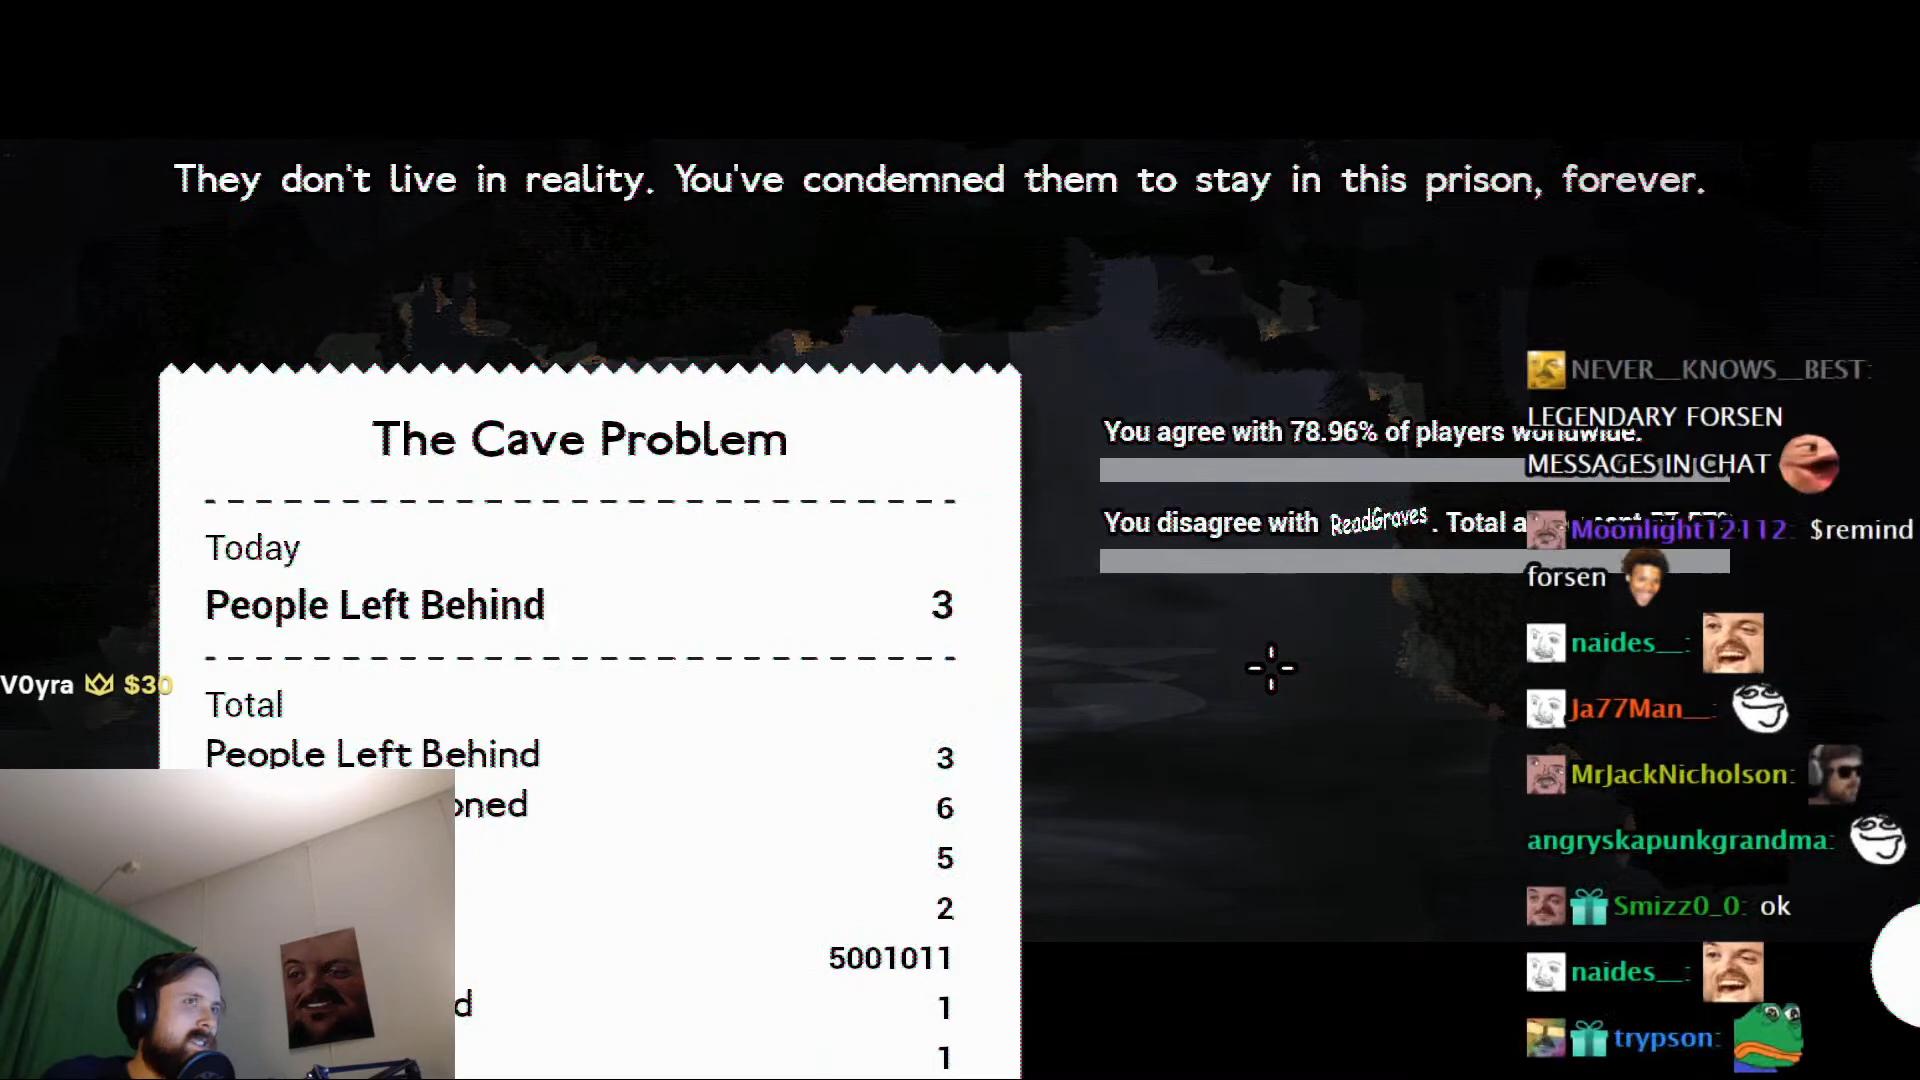 They don't live in reality. You've condemned them to stay in this prison, forever.
The Cave Problem
Today
People Left Behind 3
Total
People Left Behind 3
oned 6
5
2
5001011
d 1
1
You agree with 78.96% of players worldwide.
You disagree with ReadGraves. Total a
V0yra $30
NEVER__KNOWS__BEST:
LEGENDARY FORSEN
MESSAGES IN CHAT
Moonlight12112: $remind
forsen
naides__:
Ja77Man__:
MrJackNicholson:
angryskapunkgrandma:
Smizz0_0: ok
naides__:
trypson: